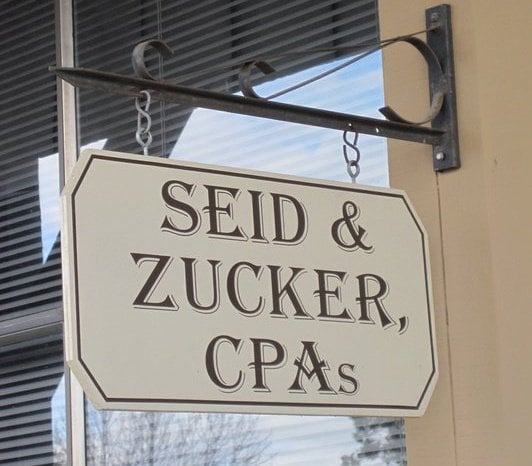 SEID &
ZUCKER,
CPAs